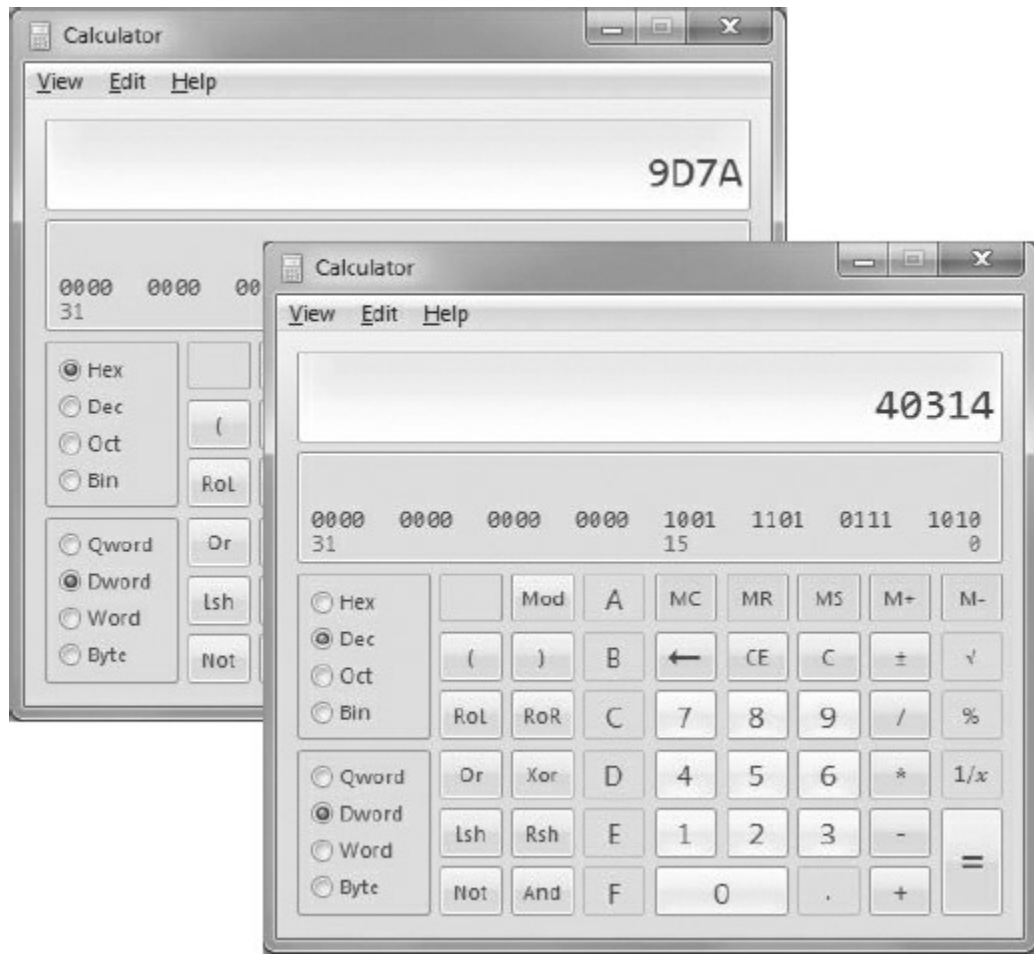 Calculator
View Edit Help
9D7A
0000 0000 00
31
Hex
Dec
Oct
Bin
(
RoL
Qword
Dword
Word
Byte
Or
Lsh
Not
Calculator
View Edit Help
40314
0000 0000 0000 0000 1001 1101 0111 1010
31 15 0
Hex
Dec
Oct
Bin
Qword
Dword
Word
Byte
Mod A MC MR MS M+ M-
( ) B ← CE C ± √
RoL RoR C 7 8 9 / %
Or Xor D 4 5 6 * 1/x
Lsh Rsh E 1 2 3 - =
Not And F 0 . +